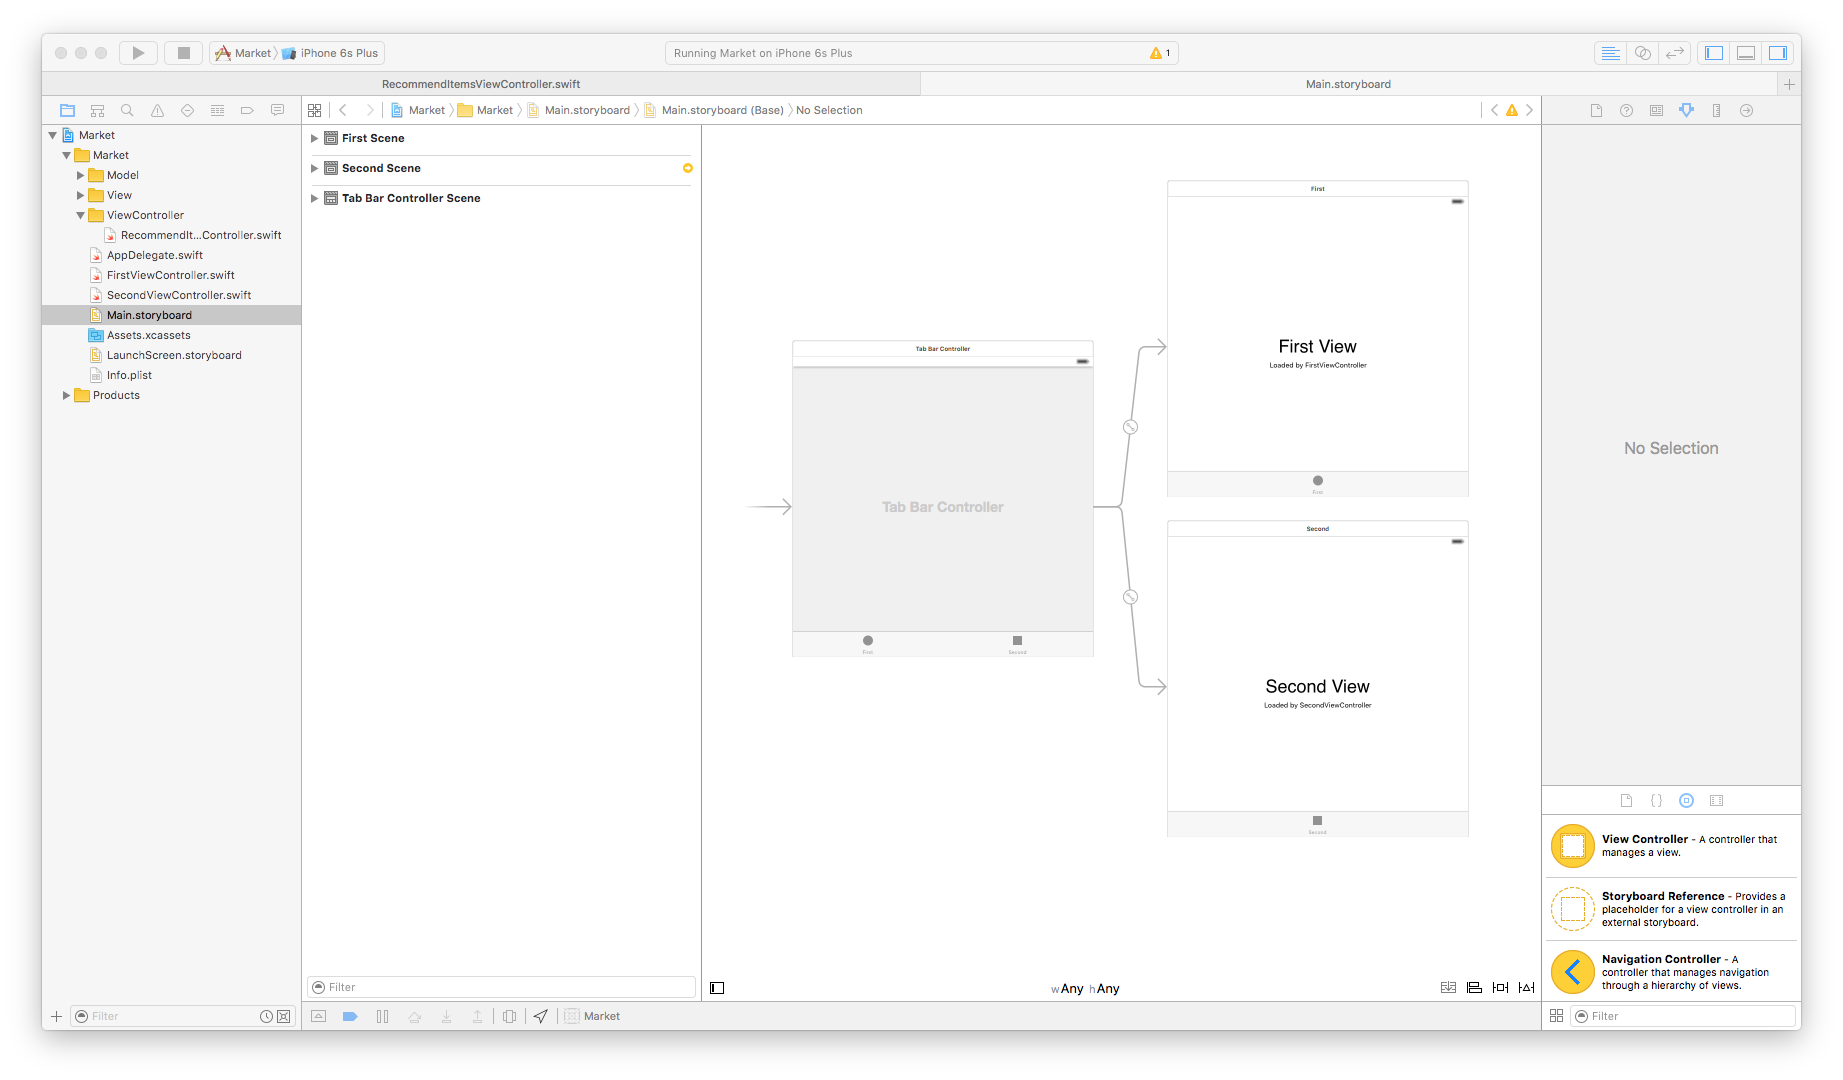 Market
iPhone 6s Plus
Running Market on iPhone 6s Plus
1
RecommendItemsViewController.swift
Main.storyboard
Market
Market
Main.storyboard
Main.storyboard (Base)
No Selection
Market
Market
Model
View
ViewController
RecommendIt...Controller.swift
AppDelegate.swift
FirstViewController.swift
SecondViewController.swift
Main.storyboard
Assets.xcassets
LaunchScreen.storyboard
Info.plist
Products
First Scene
Second Scene
Tab Bar Controller Scene
Tab Bar Controller
Tab Bar Controller
First
Second
First
First View
Loaded by FirstViewController
First
Second
Second View
Loaded by SecondViewController
Second
No Selection
View Controller - A controller that
manages a view.
Storyboard Reference - Provides a
placeholder for a view controller in an
external storyboard.
Navigation Controller - A
controller that manages navigation
through a hierarchy of views.
Filter
wAny hAny
Filter
Market
Filter